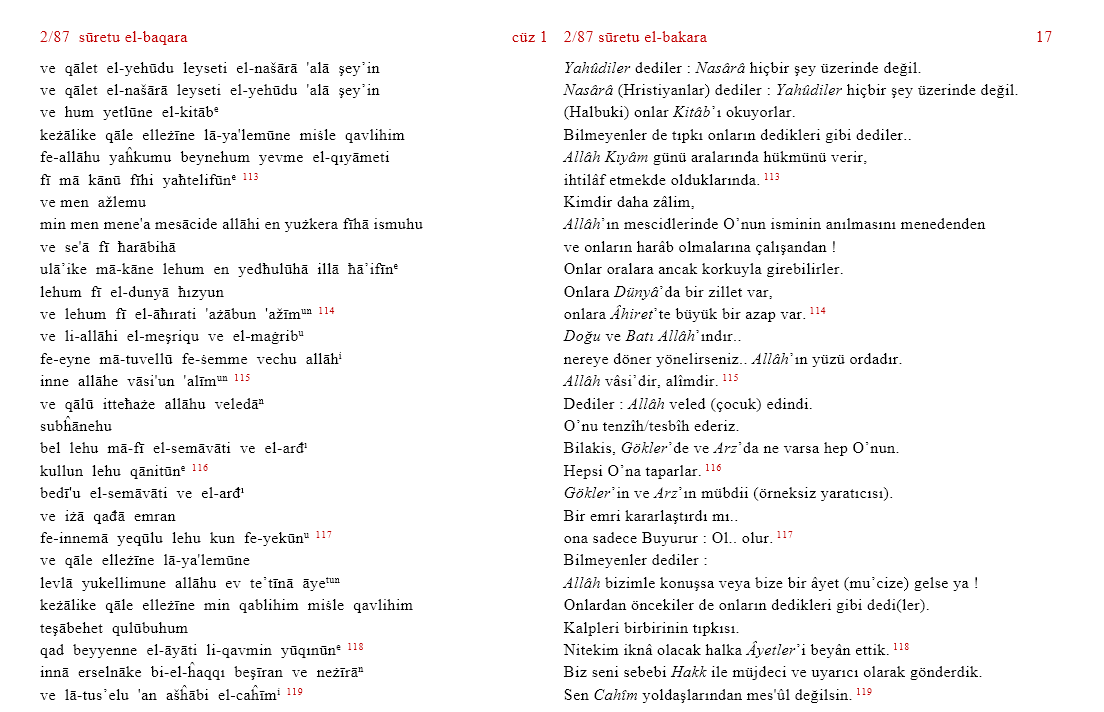 2/87 sūretu el-baqara
cüz 1 2/87 sūretu el-bakara 17
ve qālet el-yehūdu leyseti el-našārā 'alā şey’in
ve qālet el-našārā leyseti el-yehūdu 'alā şey’in
ve hum yetlūne el-kitābᵉ
keżālike qāle elleżīne lā-ya'lemūne miśle qavlihim
fe-allāhu yaĥkumu beynehum yevme el-qıyāmeti
fī mā kānū fīhi yaħtelifūnᵉ ¹¹³
ve men ažlemu
min men mene'a mesācide allāhi en yużkera fīhā ismuhu
ve se'ā fī ħarābihā
ulā’ike mā-kāne lehum en yedħulūhā illā ħā’ifīnᵉ
lehum fī el-dunyā ħızyun
ve lehum fī el-āħırati 'ażābun 'ažīmᵘⁿ ¹¹⁴
ve li-allāhi el-meşriqu ve el-maġribᵘ
fe-eyne mā-tuvellū fe-śemme vechu allāhⁱ
inne allāhe vāsi'un 'alīmᵘⁿ ¹¹⁵
ve qālū itteħaże allāhu veledāⁿ
subĥānehu
bel lehu mā-fī el-semāvāti ve el-arđᶦ
kullun lehu qānitūnᵉ ¹¹⁶
bedī'u el-semāvāti ve el-arđᶦ
ve iżā qađā emran
fe-innemā yeqūlu lehu kun fe-yekūnᵘ ¹¹⁷
ve qāle elleżīne lā-ya'lemūne
levlā yukellimune allāhu ev te’tīnā āyeᵗᵘⁿ
keżālike qāle elleżīne min qablihim miśle qavlihim
teşābehet qulūbuhum
qad beyyenne el-āyāti li-qavmin yūqınūnᵉ ¹¹⁸
innā erselnāke bi-el-ĥaqqı beşīran ve neżīrāⁿ
ve lā-tus’elu 'an ašĥābi el-caĥīmⁱ ¹¹⁹
Yahûdiler dediler : Nasârâ hiçbir şey üzerinde değil.
Nasârâ (Hristiyanlar) dediler : Yahûdiler hiçbir şey üzerinde değil.
(Halbuki) onlar Kitâb’ı okuyorlar.
Bilmeyenler de tıpkı onların dedikleri gibi dediler..
Allâh Kıyâm günü aralarında hükmünü verir,
ihtilâf etmekde olduklarında. ¹¹³
Kimdir daha zâlim,
Allâh’ın mescidlerinde O’nun isminin anılmasını menedenden
ve onların harâb olmalarına çalışandan !
Onlar oralara ancak korkuyla girebilirler.
Onlara Dünyâ’da bir zillet var,
onlara Âhiret’te büyük bir azap var. ¹¹⁴
Doğu ve Batı Allâh’ındır..
nereye döner yönelirseniz.. Allâh’ın yüzü ordadır.
Allâh vâsi’dir, alîmdir. ¹¹⁵
Dediler : Allâh veled (çocuk) edindi.
O’nu tenzîh/tesbîh ederiz.
Bilakis, Gökler’de ve Arz’da ne varsa hep O’nun.
Hepsi O’na taparlar. ¹¹⁶
Gökler’in ve Arz’ın mübdii (örneksiz yaratıcısı).
Bir emri kararlaştırdı mı..
ona sadece Buyurur : Ol.. olur. ¹¹⁷
Bilmeyenler dediler :
Allâh bizimle konuşsa veya bize bir âyet (mu’cize) gelse ya !
Onlardan öncekiler de onların dedikleri gibi dedi(ler).
Kalpleri birbirinin tıpkısı.
Nitekim iknâ olacak halka Âyetler’i beyân ettik. ¹¹⁸
Biz seni sebebi Hakk ile müjdeci ve uyarıcı olarak gönderdik.
Sen Cahîm yoldaşlarından mes'ûl değilsin. ¹¹⁹